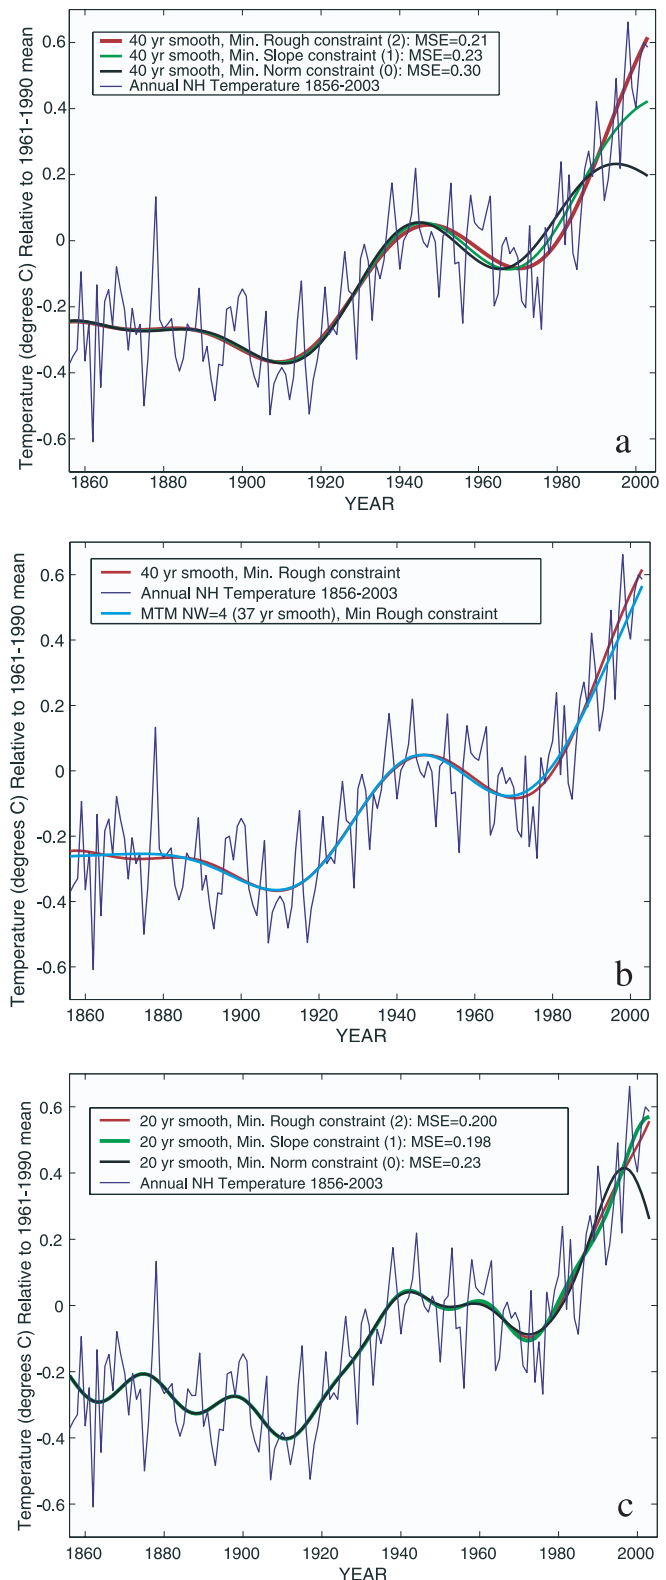 40 yr smooth, Min. Rough constraint (2): MSE=0.21
40 yr smooth, Min. Slope constraint (1): MSE=0.23
40 yr smooth, Min. Norm constraint (0): MSE=0.30
Annual NH Temperature 1856-2003
Temperature (degrees C) Relative to 1961-1990 mean
0.6
0.4
0.2
0
-0.2
-0.4
-0.6
a
1860 1880 1900 1920 1940 1960 1980 2000
YEAR
40 yr smooth, Min. Rough constraint
Annual NH Temperature 1856-2003
MTM NW=4 (37 yr smooth), Min Rough constraint
Temperature (degrees C) Relative to 1961-1990 mean
0.6
0.4
0.2
0
-0.2
-0.4
-0.6
b
1860 1880 1900 1920 1940 1960 1980 2000
YEAR
20 yr smooth, Min. Rough constraint (2): MSE=0.200
20 yr smooth, Min. Slope constraint (1): MSE=0.198
20 yr smooth, Min. Norm constraint (0): MSE=0.23
Annual NH Temperature 1856-2003
Temperature (degrees C) Relative to 1961-1990 mean
0.6
0.4
0.2
0
-0.2
-0.4
-0.6
c
1860 1880 1900 1920 1940 1960 1980 2000
YEAR